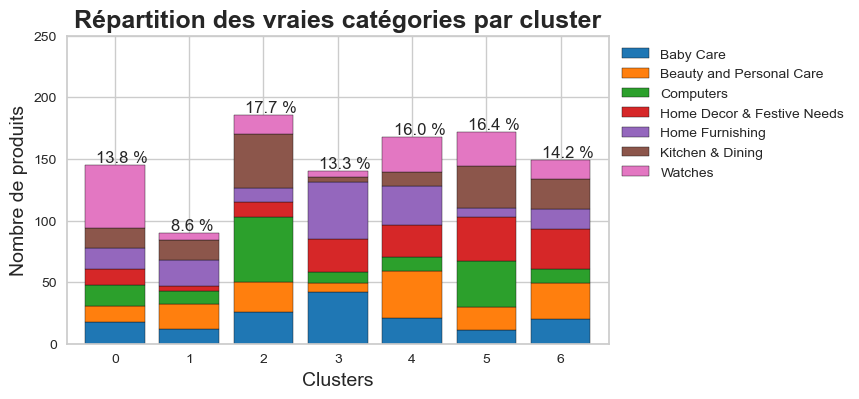 Répartition des vraies catégories par cluster
Nombre de produits
250
200
150
100
50
0
13.8 %
8.6 %
17.7 %
13.3 %
16.0 %
16.4 %
14.2 %
0 1 2 3 4 5 6
Clusters
Baby Care
Beauty and Personal Care
Computers
Home Decor & Festive Needs
Home Furnishing
Kitchen & Dining
Watches